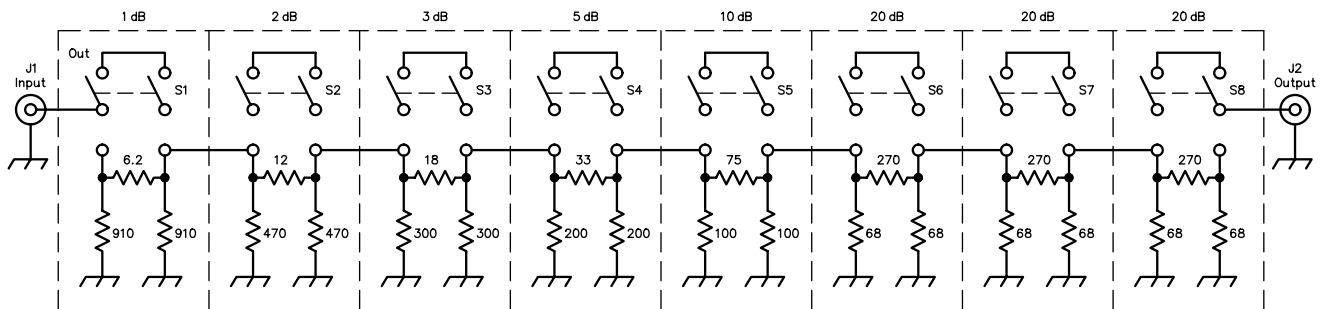 1 dB 2 dB 3 dB 5 dB 10 dB 20 dB 20 dB 20 dB
Out
J1
Input
S1 S2 S3 S4 S5 S6 S7 S8
J2
Output
6.2 12 18 33 75 270 270 270
910 910 470 470 300 300 200 200 100 100 68 68 68 68 68 68